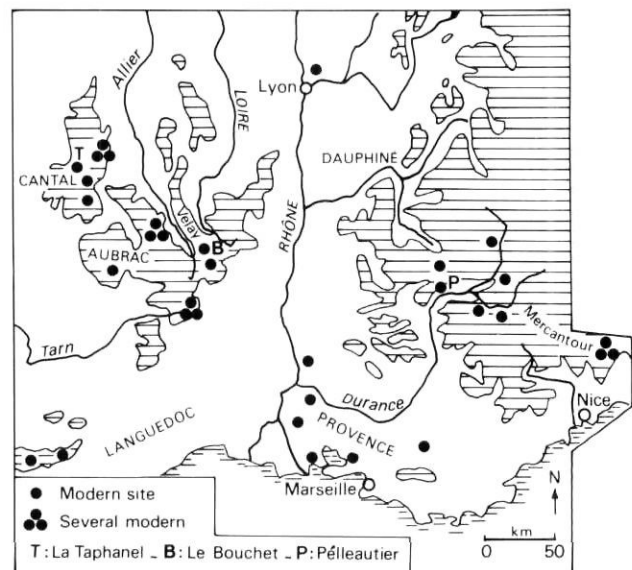 Allier
LOIRE
Lyon
DAUPHINÉ
T
CANTAL
RHÔNE
Velay
B
AUBRAC
P
Mercantour
Tarn
Durance
Nice
LANGUEDOC
PROVENCE
Marseille
N
Modern site
Several modern
km
0 50
T: La Taphanel _ B: Le Bouchet _ P: Pélleautier